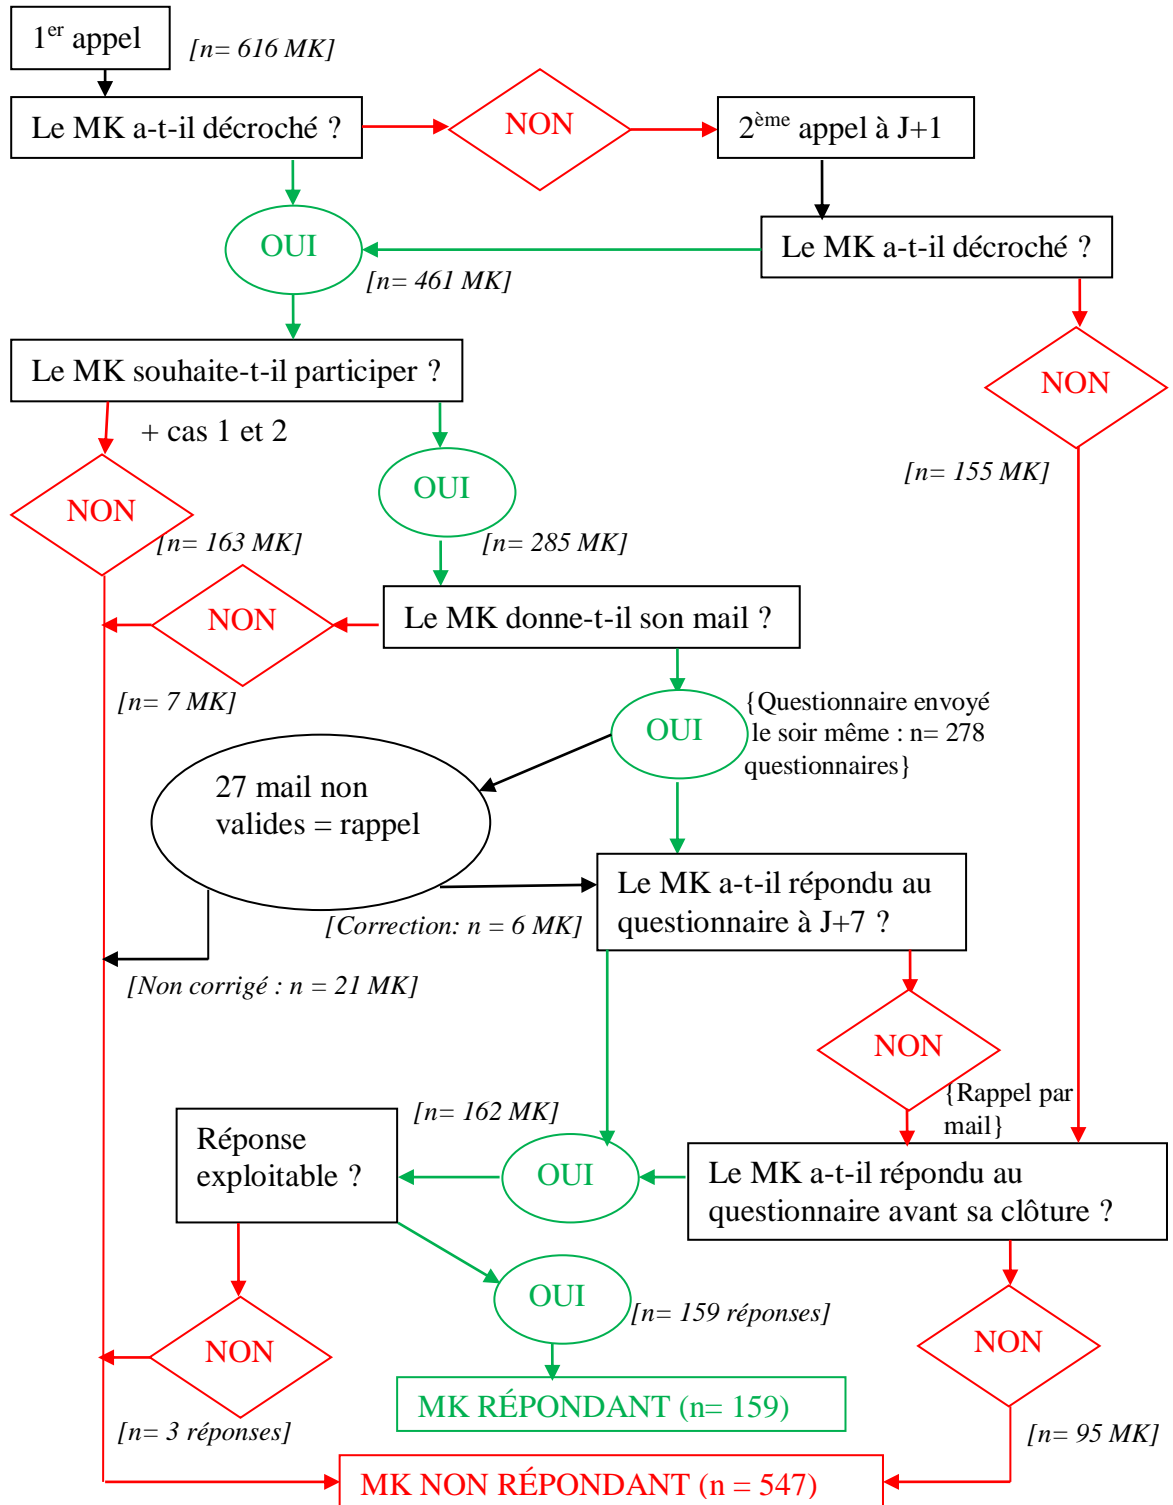 1er appel
[n= 616 MK]
Le MK a-t-il décroché ?
NON
2ème appel à J+1
OUI
Le MK a-t-il décroché ?
[n= 461 MK]
Le MK souhaite-t-il participer ?
NON
+ cas 1 et 2
[n= 155 MK]
OUI
NON
[n= 163 MK]
[n= 285 MK]
NON
Le MK donne-t-il son mail ?
[n= 7 MK]
OUI
{Questionnaire envoyé
le soir même : n= 278
questionnaires}
27 mail non
valides = rappel
Le MK a-t-il répondu au
questionnaire à J+7 ?
[Correction: n = 6 MK]
[Non corrigé : n = 21 MK]
NON
{Rappel par
mail}
[n= 162 MK]
Réponse
exploitable ?
OUI
Le MK a-t-il répondu au
questionnaire avant sa clôture ?
OUI
[n= 159 réponses]
NON
NON
MK RÉPONDANT (n= 159)
[n= 3 réponses]
[n= 95 MK]
MK NON RÉPONDANT (n = 547)